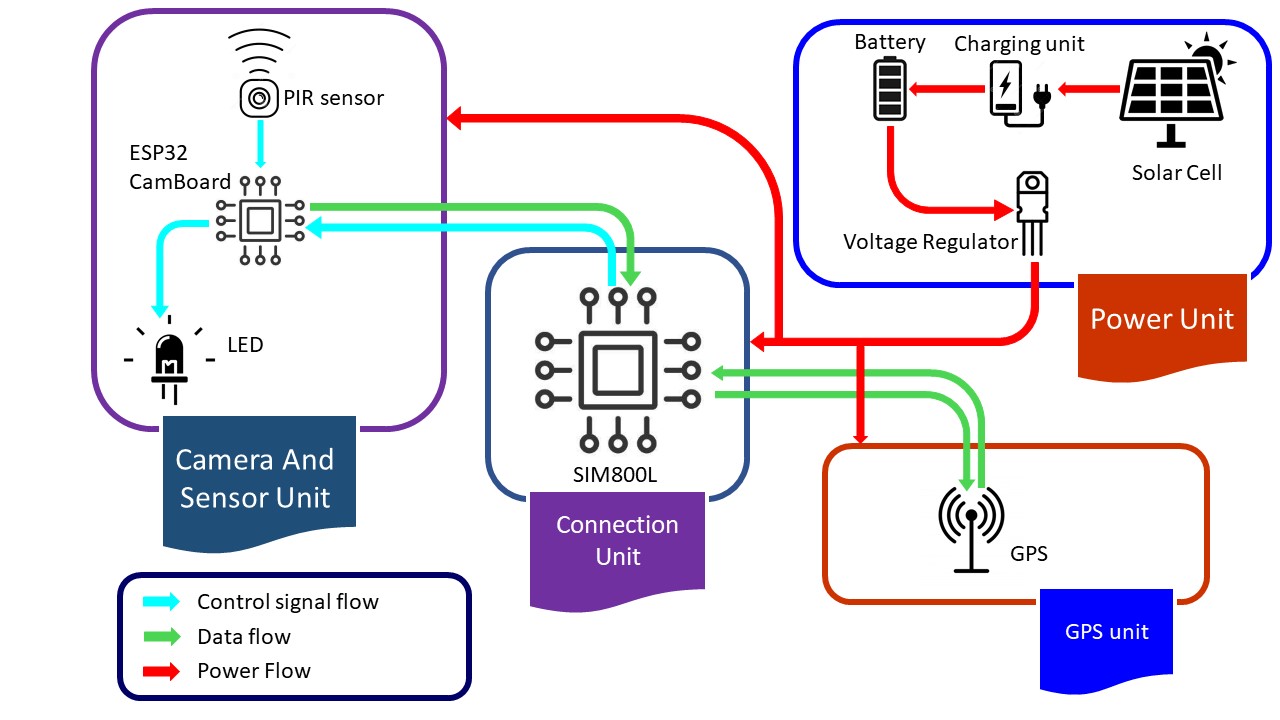 PIR sensor
ESP32
CamBoard
LED
Camera And
Sensor Unit
SIM800L
Connection
Unit
Battery
Charging unit
Solar Cell
Voltage Regulator
Power Unit
GPS
GPS unit
Control signal flow
Data flow
Power Flow